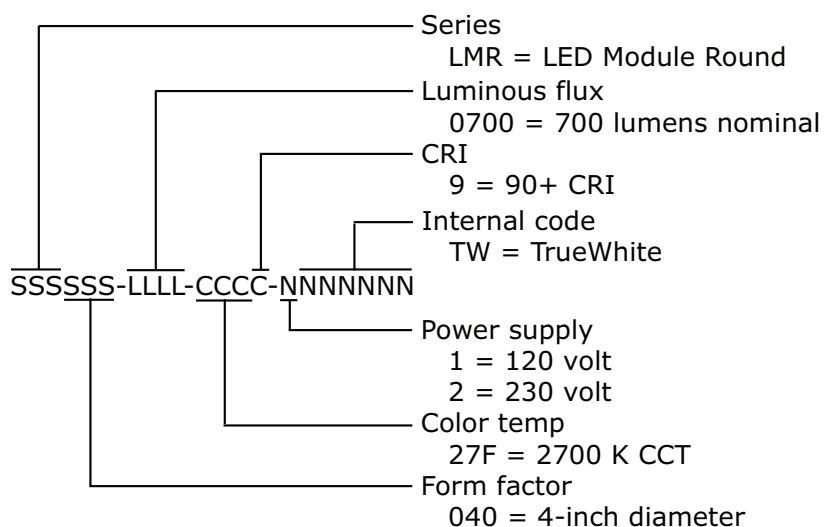 Series
LMR = LED Module Round
Luminous flux
0700 = 700 lumens nominal
CRI
9 = 90+ CRI
Internal code
TW = TrueWhite
SSSSSS-LLLL-CCCC-NNNNNNN
Power supply
1 = 120 volt
2 = 230 volt
Color temp
27F = 2700 K CCT
Form factor
040 = 4-inch diameter